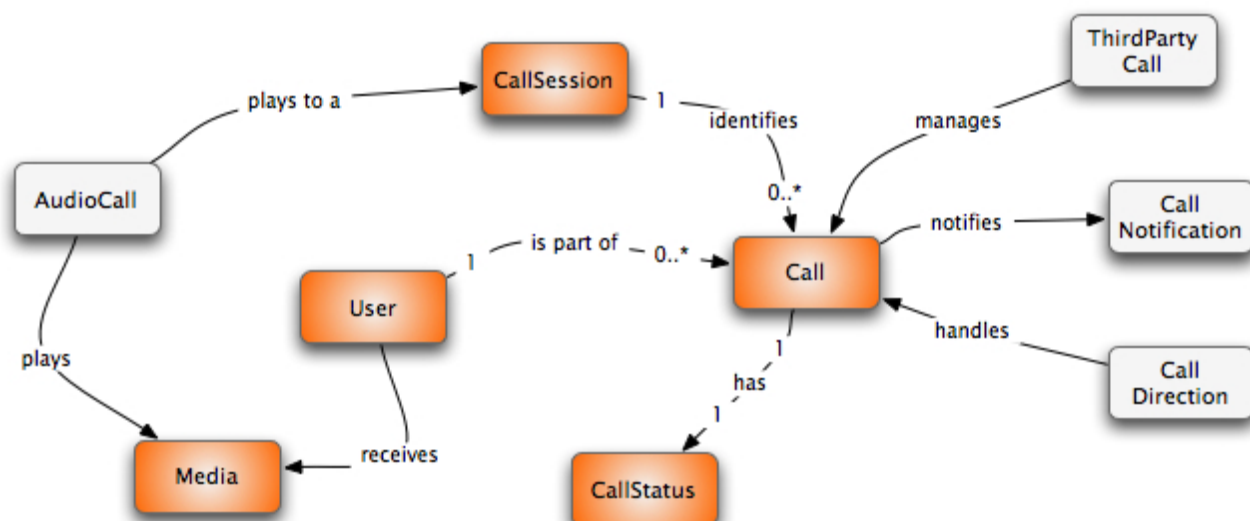 ThirdParty
Call
CallSession
plays to a
1
identifies
manages
0..*
AudioCall
Call
Notification
notifies
is part of
1
0..*
Call
User
handles
1
has
1
Call
Direction
plays
receives
Media
CallStatus